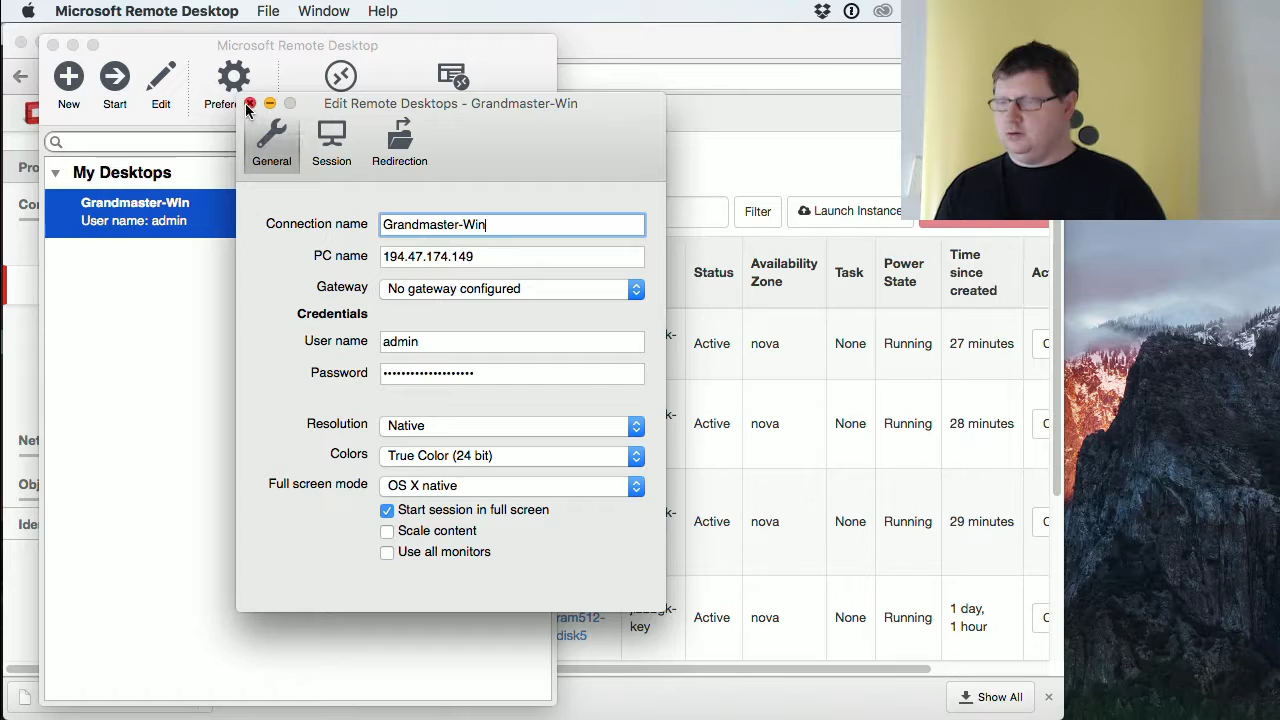 Microsoft Remote Desktop File Window Help
Microsoft Remote Desktop
New Start Edit
Edit Remote Desktops - Grandmaster-Win
General Session Redirection
My Desktops
Grandmaster-Win
User name: admin
Connection name Grandmaster-Win
PC name 194.47.174.149
Gateway No gateway configured
Credentials
User name admin
Password ••••••••••••••••••••
Resolution Native
Colors True Color (24 bit)
Full screen mode OS X native
Start session in full screen
Scale content
Use all monitors
Filter Launch Instance
Status Availability Zone Task Power State Time since created
Active nova None Running 27 minutes
Active nova None Running 28 minutes
Active nova None Running 29 minutes
ram512-
disk5
key
Active nova None Running 1 day, 1 hour
Show All